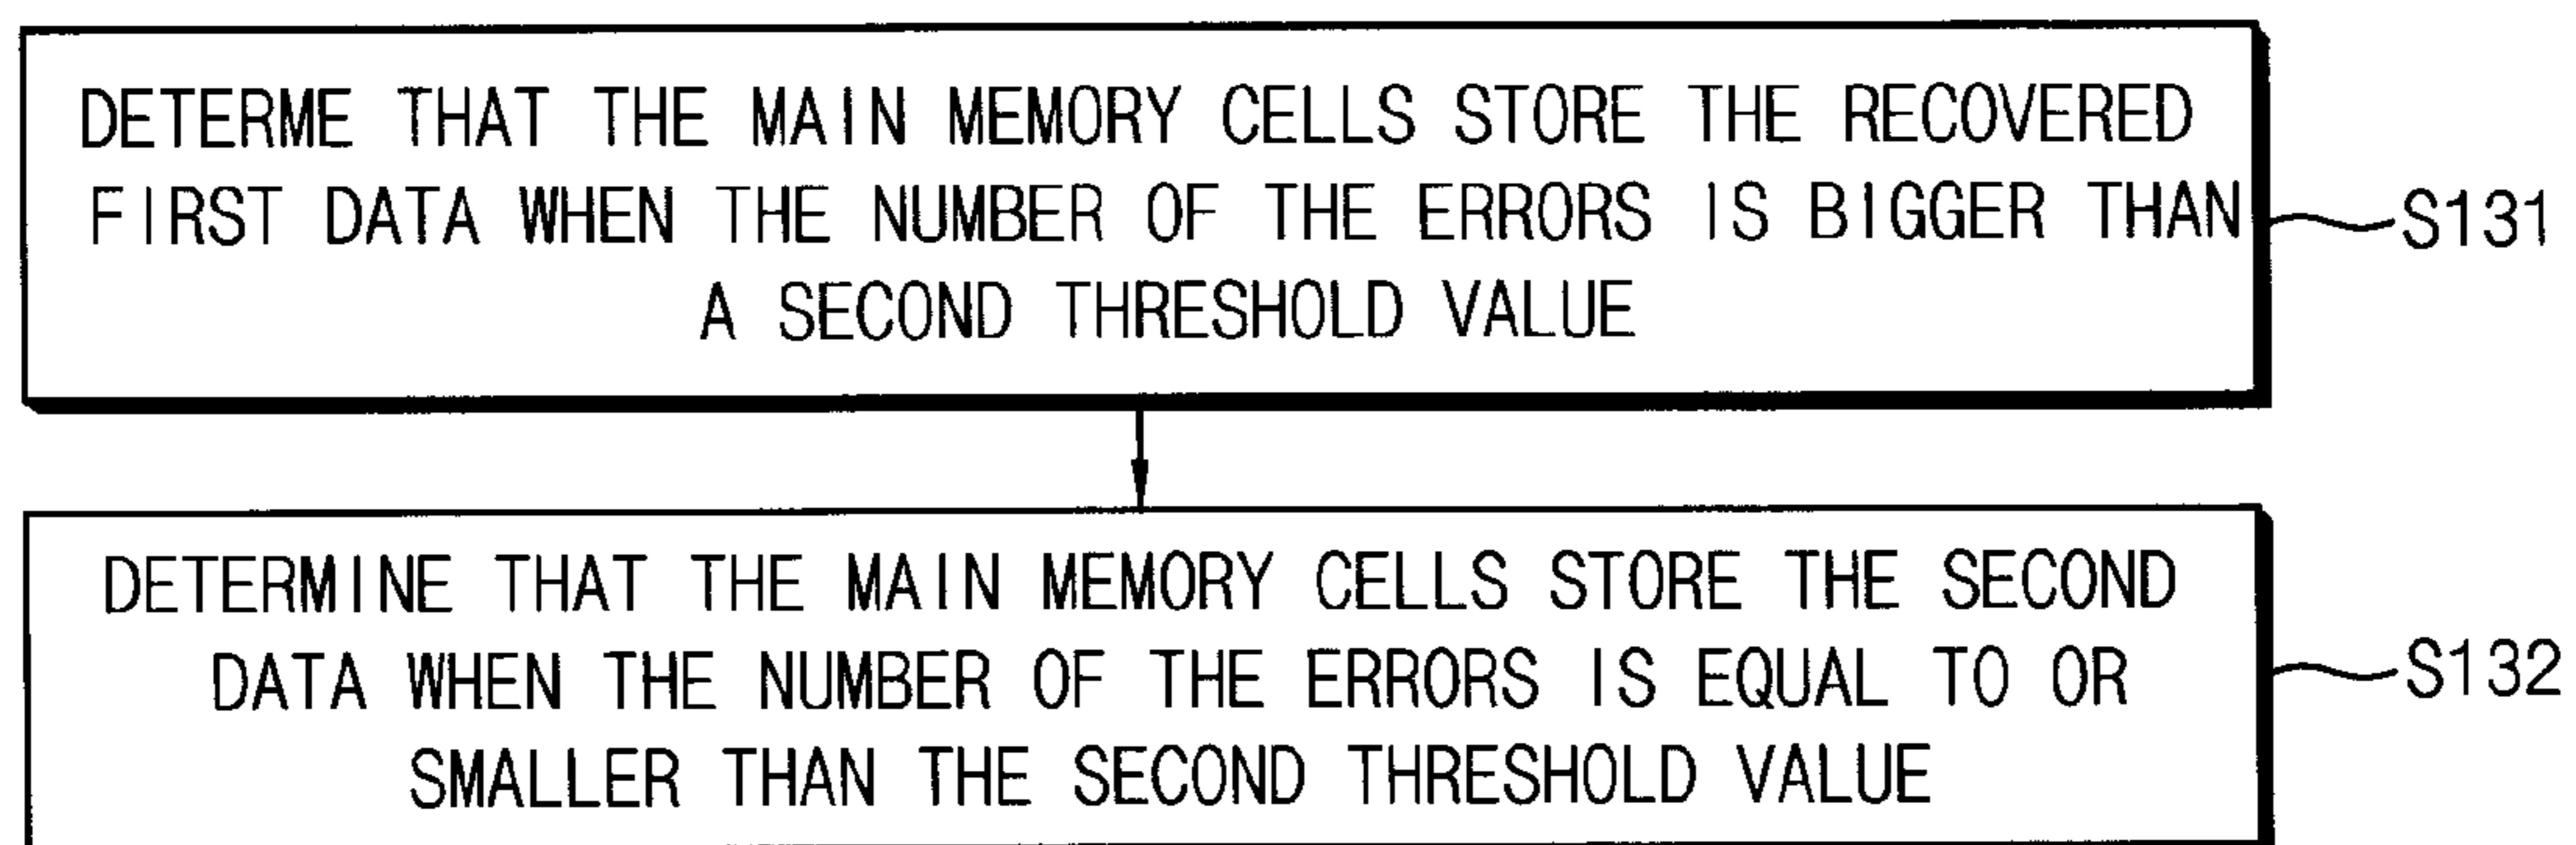 DETERME THAT THE MAIN MEMORY CELLS STORE THE RECOVERED
FIRST DATA WHEN THE NUMBER OF THE ERRORS IS BIGGER THAN
A SECOND THRESHOLD VALUE
S131
DETERMINE THAT THE MAIN MEMORY CELLS STORE THE SECOND
DATA WHEN THE NUMBER OF THE ERRORS IS EQUAL TO OR
SMALLER THAN THE SECOND THRESHOLD VALUE
S132